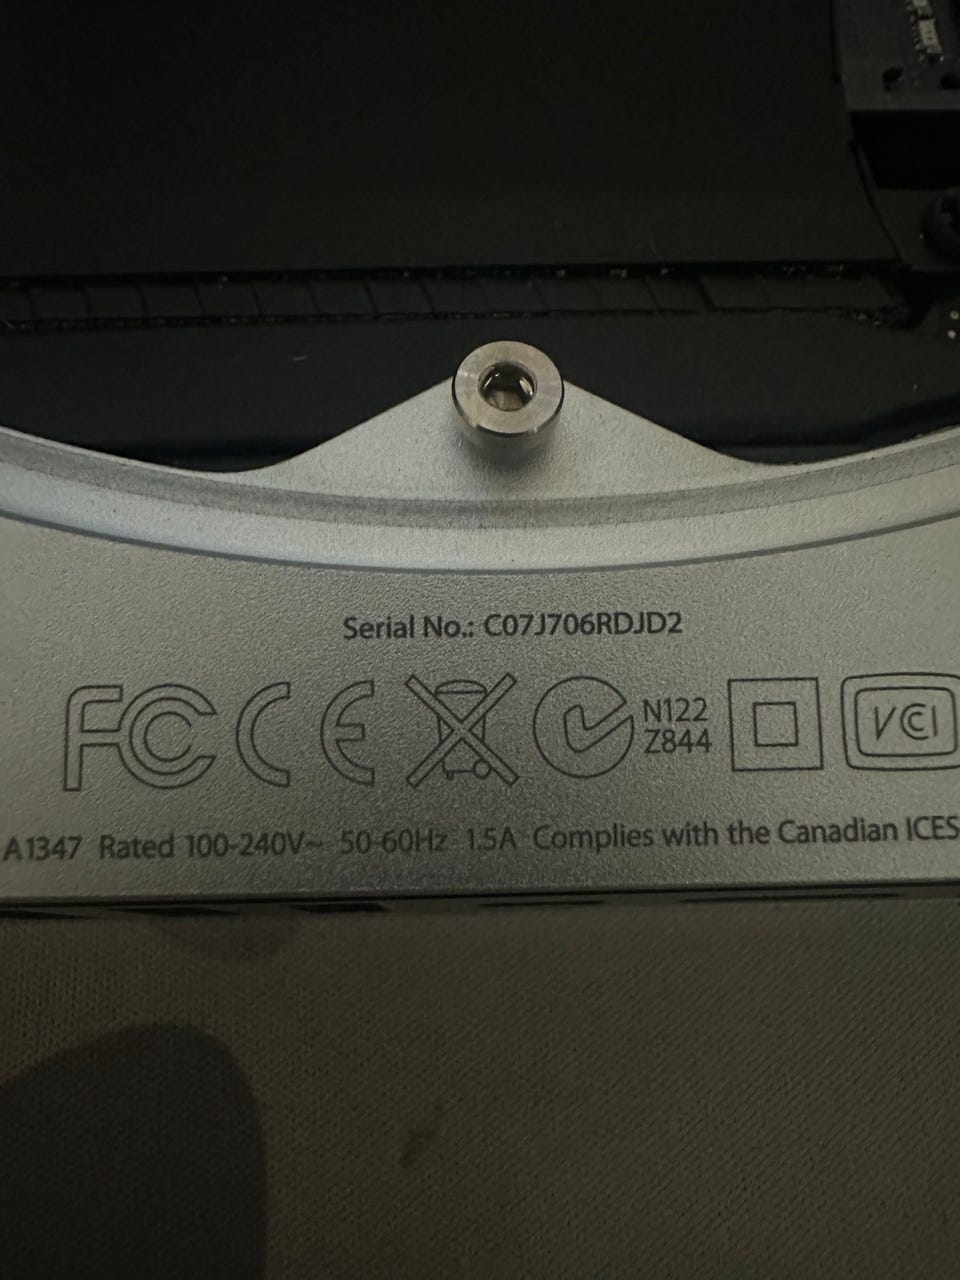 Serial No.: C07J706RDJD2
FC CE N122
Z844 VCI
A1347 Rated 100-240V~ 50-60Hz 1.5A Complies with the Canadian ICES